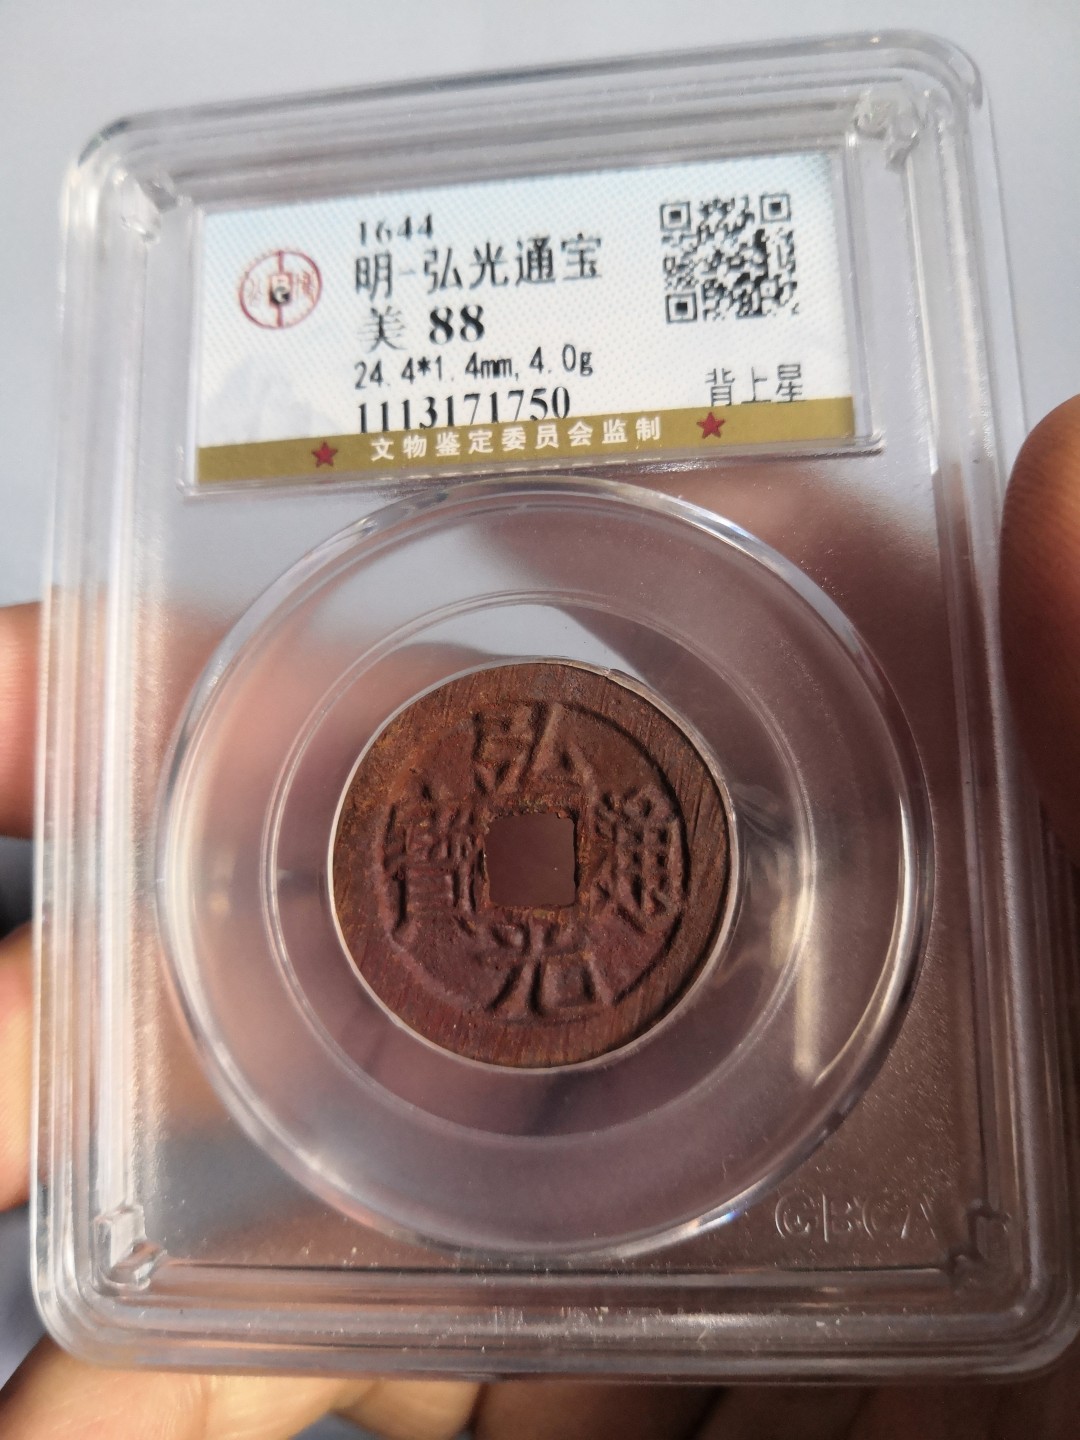 1644
明-弘光通宝
美 88
24.4*1.4mm,4.0g
1113171750
背上星
文物鉴定委员会监制
弘
寶 通
光
GBCA